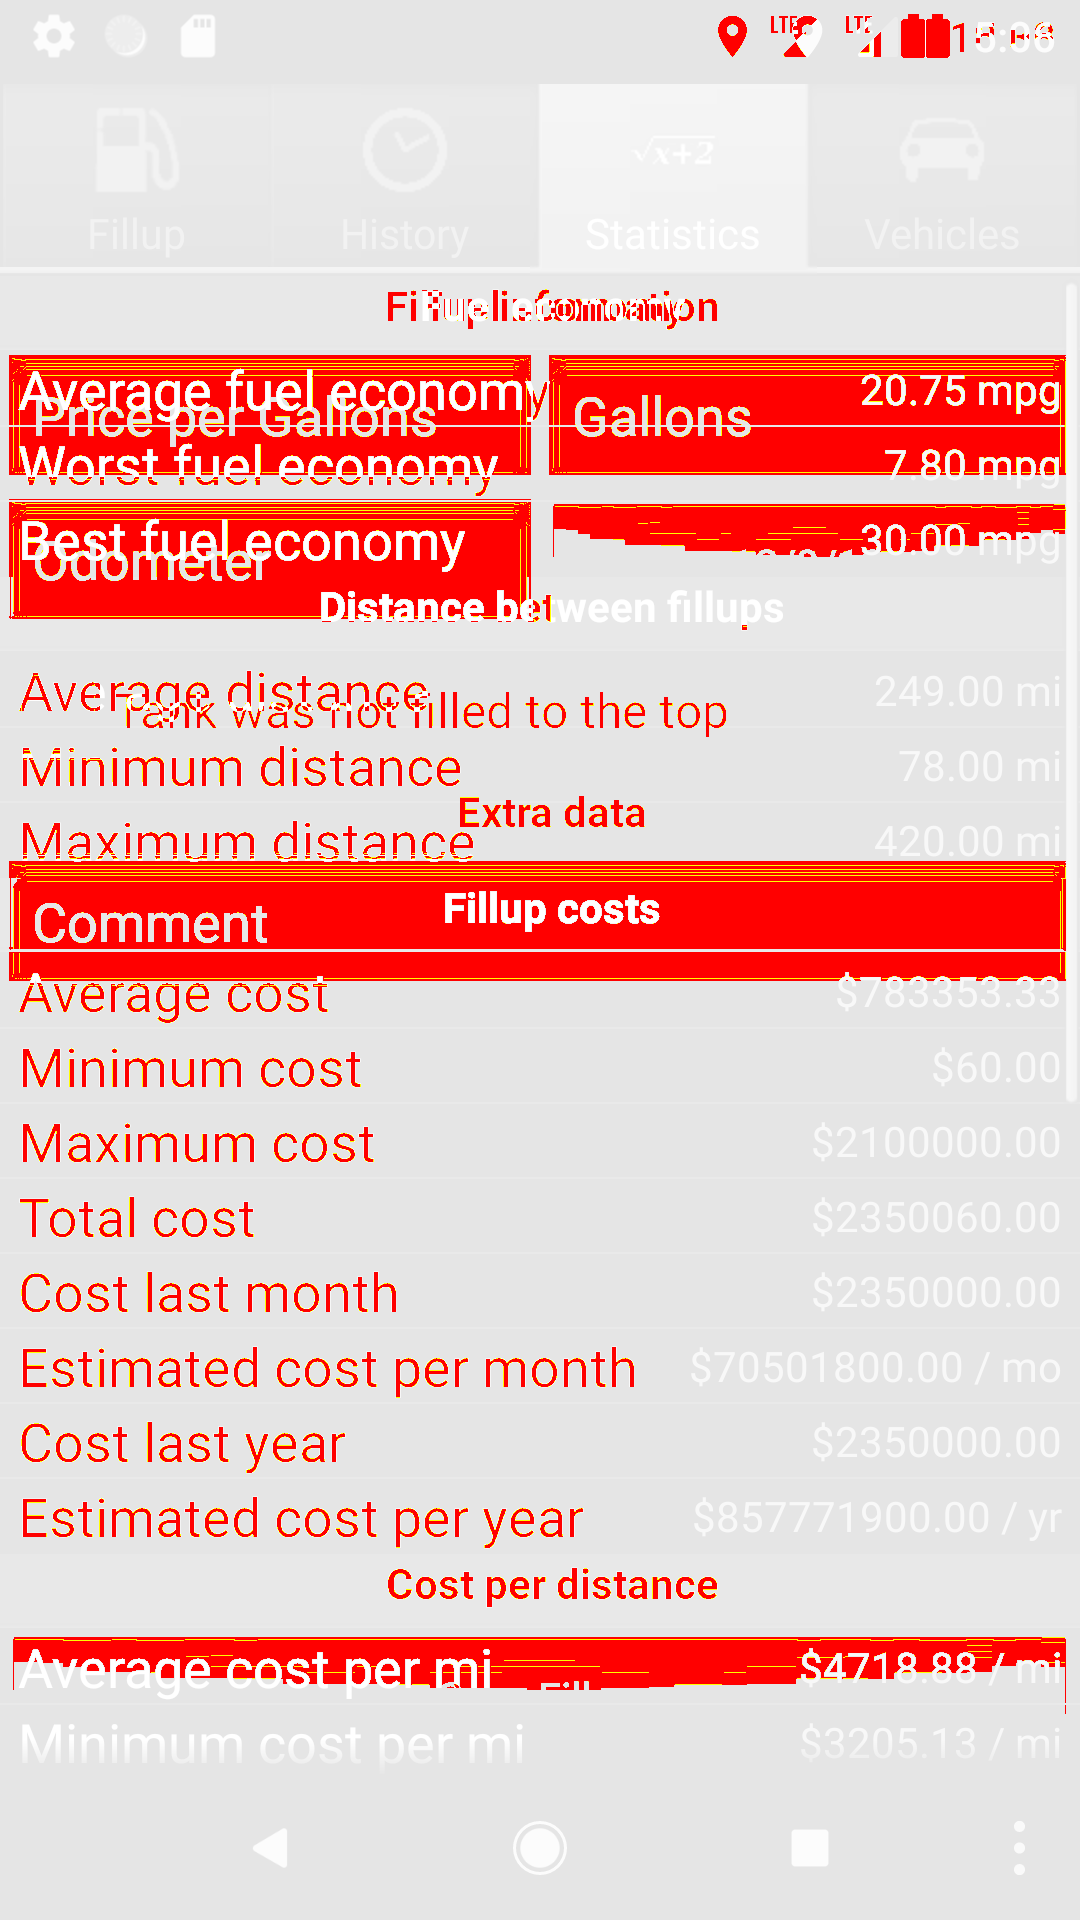 LTE LTE
Fillup History Statistics Vehicles
Fillup information
Fuel economy
Average fuel economy 20.75 mpg
Price per Gallons Gallons
Worst fuel economy 7.80 mpg
Best fuel economy 30.00 mpg
Odometer
Distance between fillups
Average distance 249.00 mi
Tank was not filled to the top
Minimum distance 78.00 mi
Extra data
Maximum distance 420.00 mi
Comment
Fillup costs
Average cost $783353.33
Minimum cost $60.00
Maximum cost $2100000.00
Total cost $2350060.00
Cost last month $2350000.00
Estimated cost per month $70501800.00 / mo
Cost last year $2350000.00
Estimated cost per year $857771900.00 / yr
Cost per distance
Average cost per mi $4718.88 / mi
Minimum cost per mi $3205.13 / mi